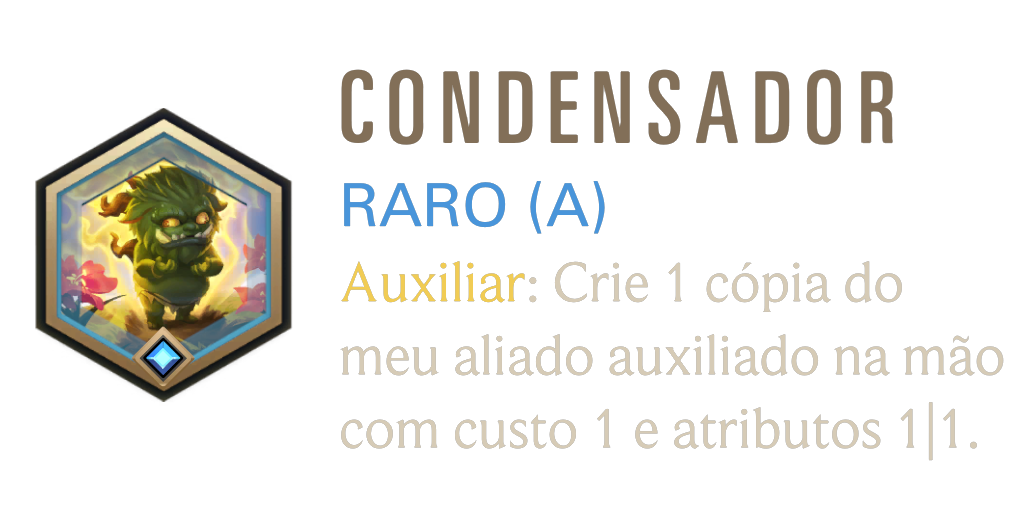 CONDENSADOR
RARO (A)
Auxiliar: Crie 1 cópia do
meu aliado auxiliado na mão
com custo 1 e atributos 1|1.